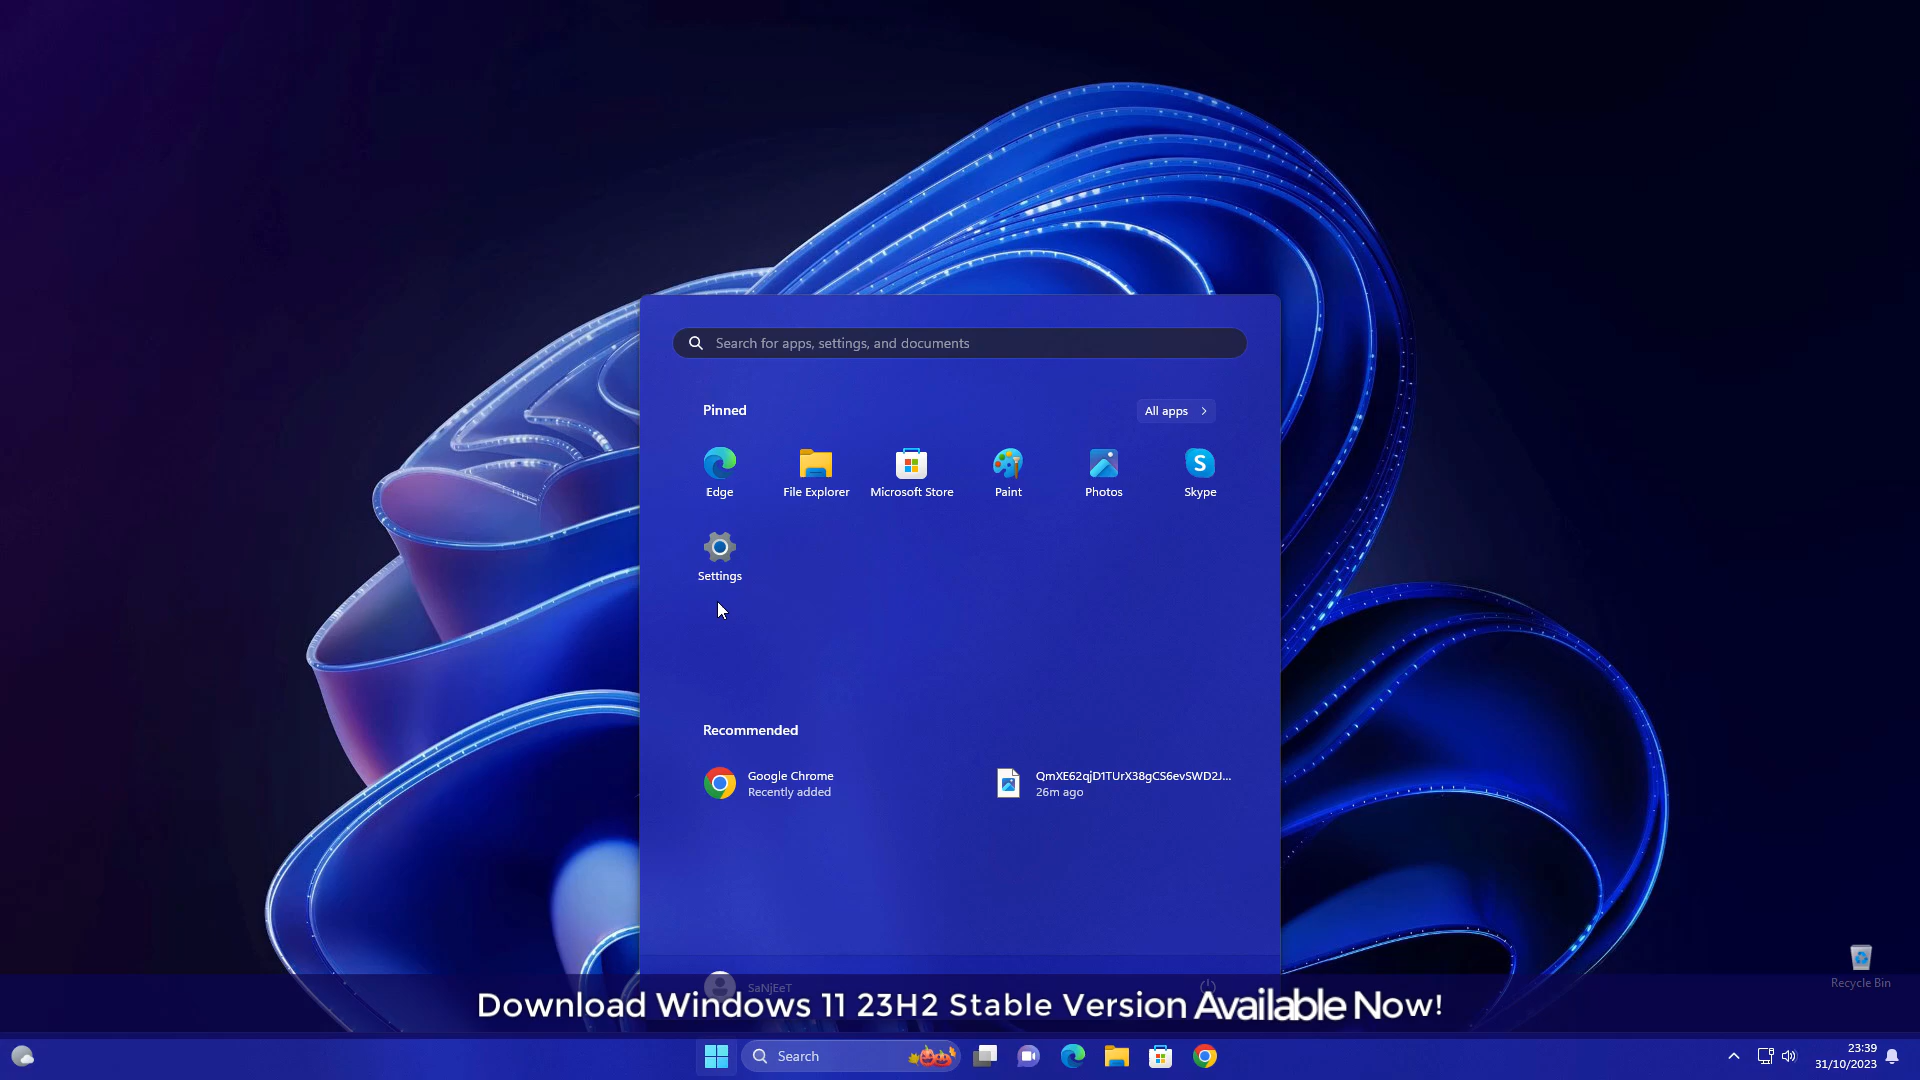 Search for apps, settings, and documents
Pinned
All apps
Edge
File Explorer
Microsoft Store
Paint
Photos
Skype
Settings
Recommended
Google Chrome
Recently added
QmXE62qjD1TUrX38gCS6evSWD2J...
26m ago
SaNjEeT
Recycle Bin
Download Windows 11 23H2 Stable Version Available Now!
Search
23:39
31/10/2023